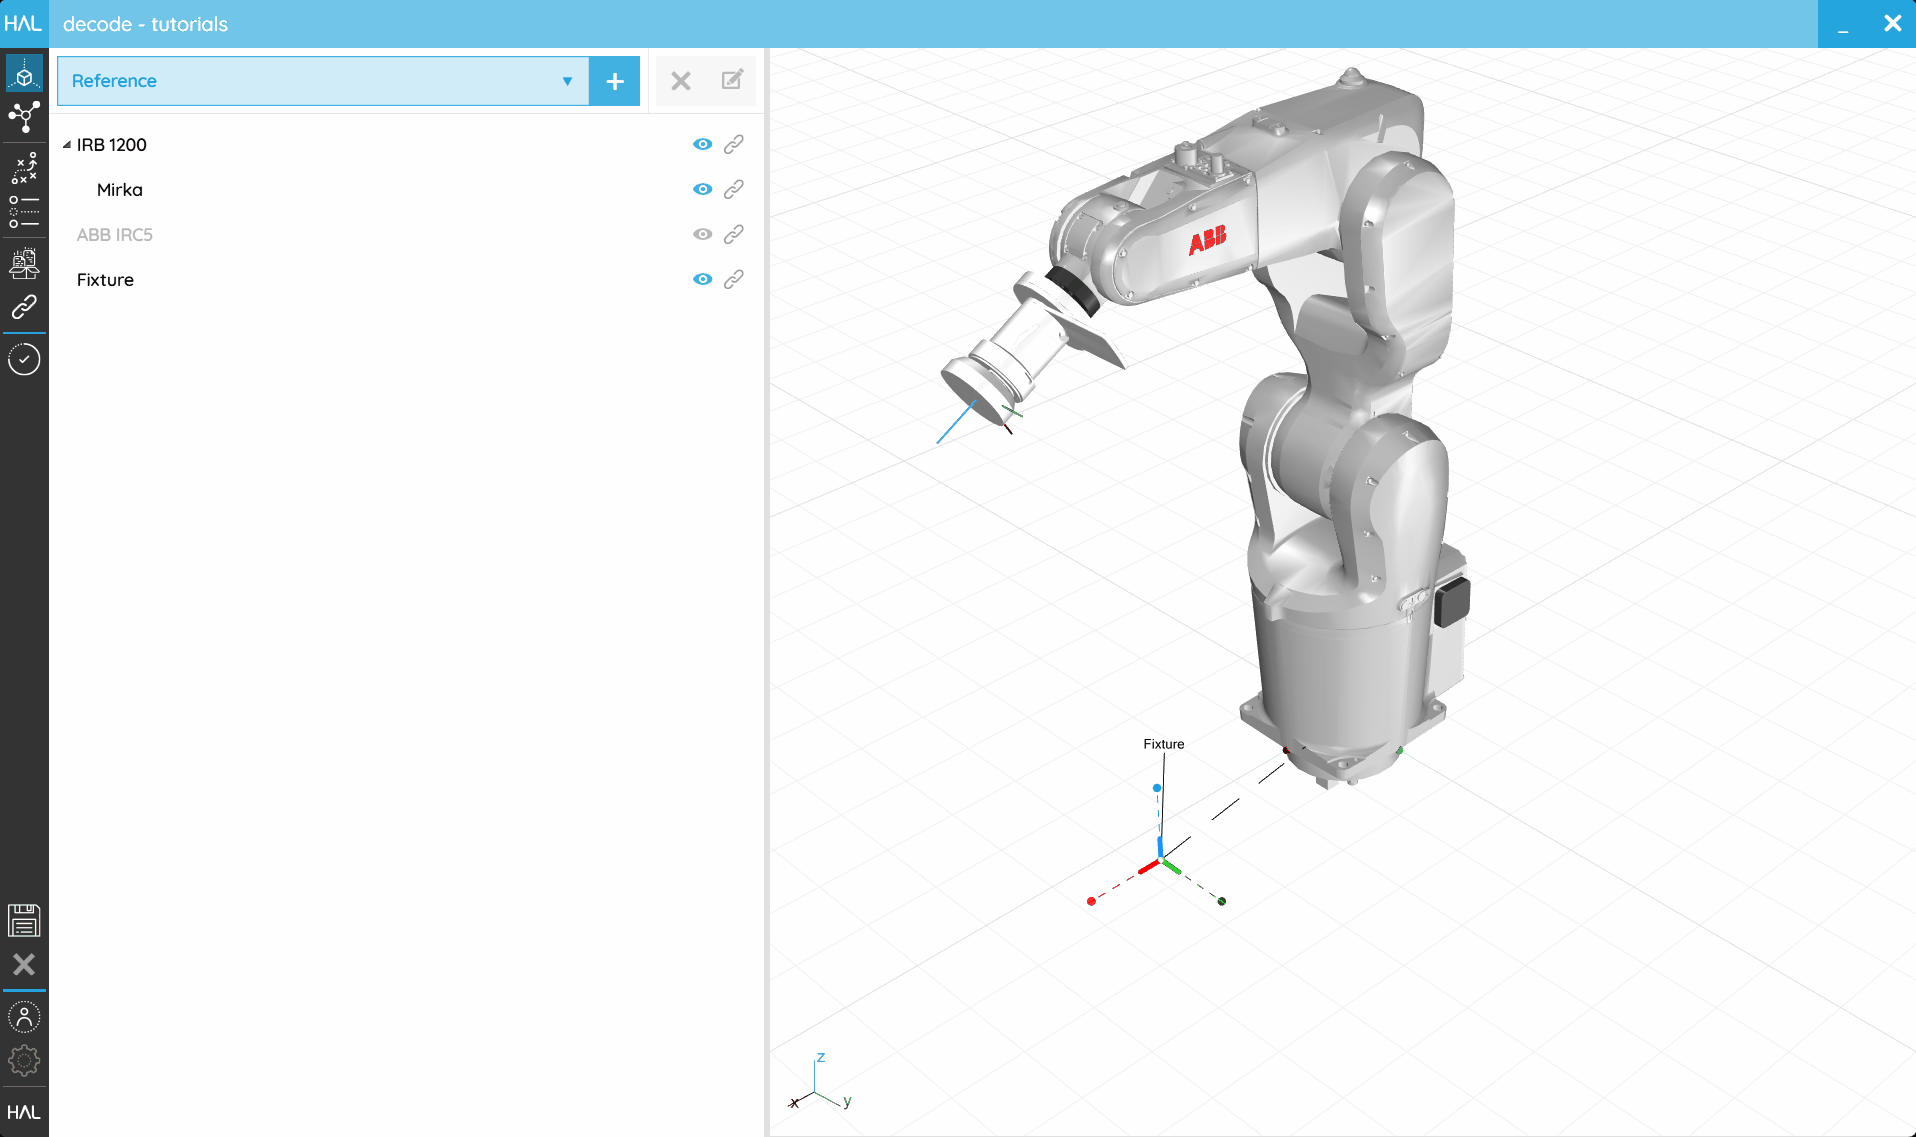 HAL decode - tutorials
Reference
IRB 1200
Mirka
ABB IRC5
Fixture
ABB
Fixture
z
x
y
HAL